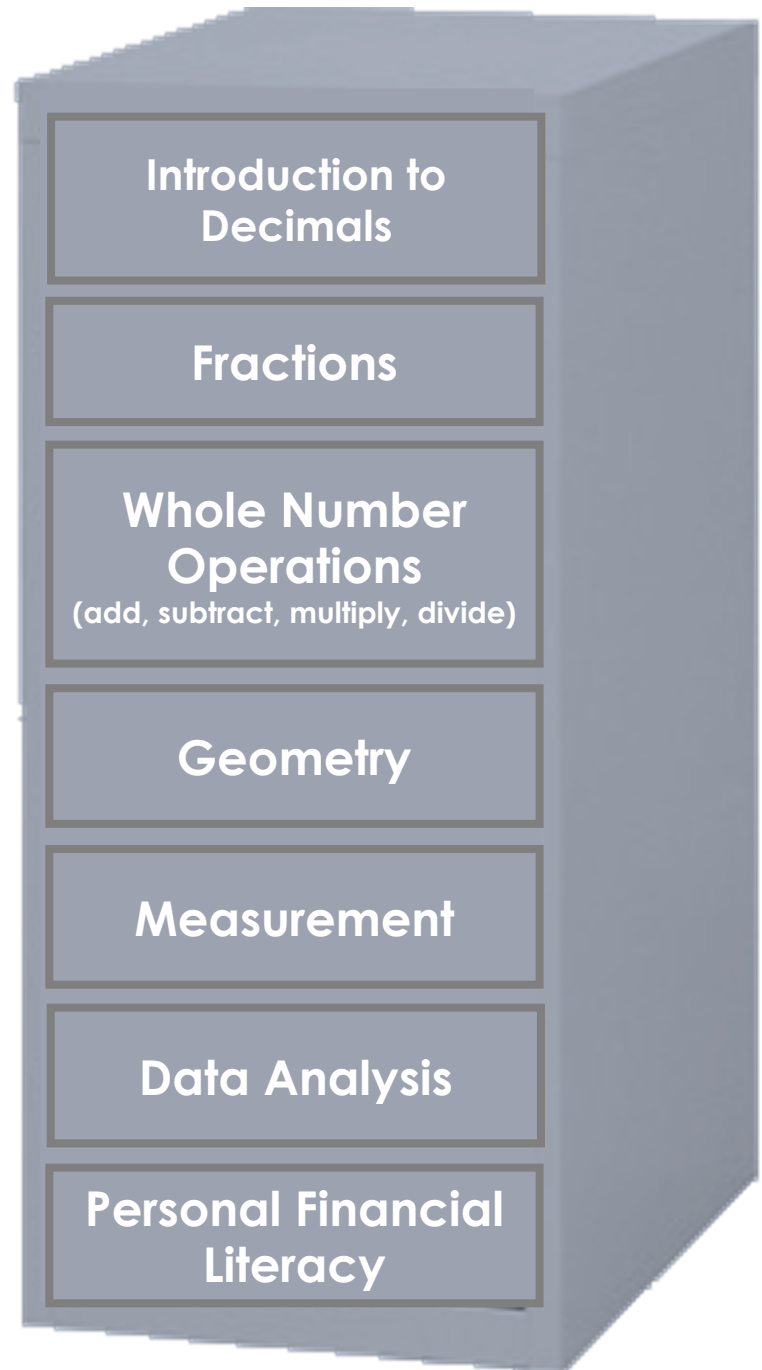 Introduction to
Decimals
Fractions
Whole Number
Operations
(add, subtract, multiply, divide)
Geometry
Measurement
Data Analysis
Personal Financial
Literacy